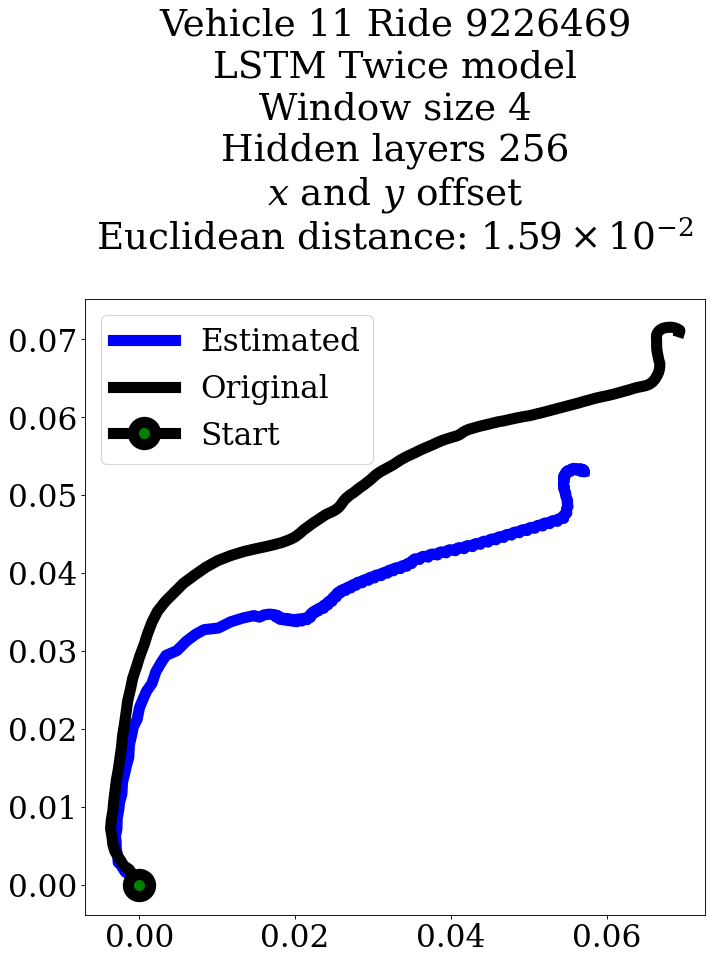 Vehicle 11 Ride 9226469
LSTM Twice model
Window size 4
Hidden layers 256
x and y offset
Euclidean distance: 1.59 × 10⁻²
Estimated
Original
Start
0.07
0.06
0.05
0.04
0.03
0.02
0.01
0.00
0.00 0.02 0.04 0.06